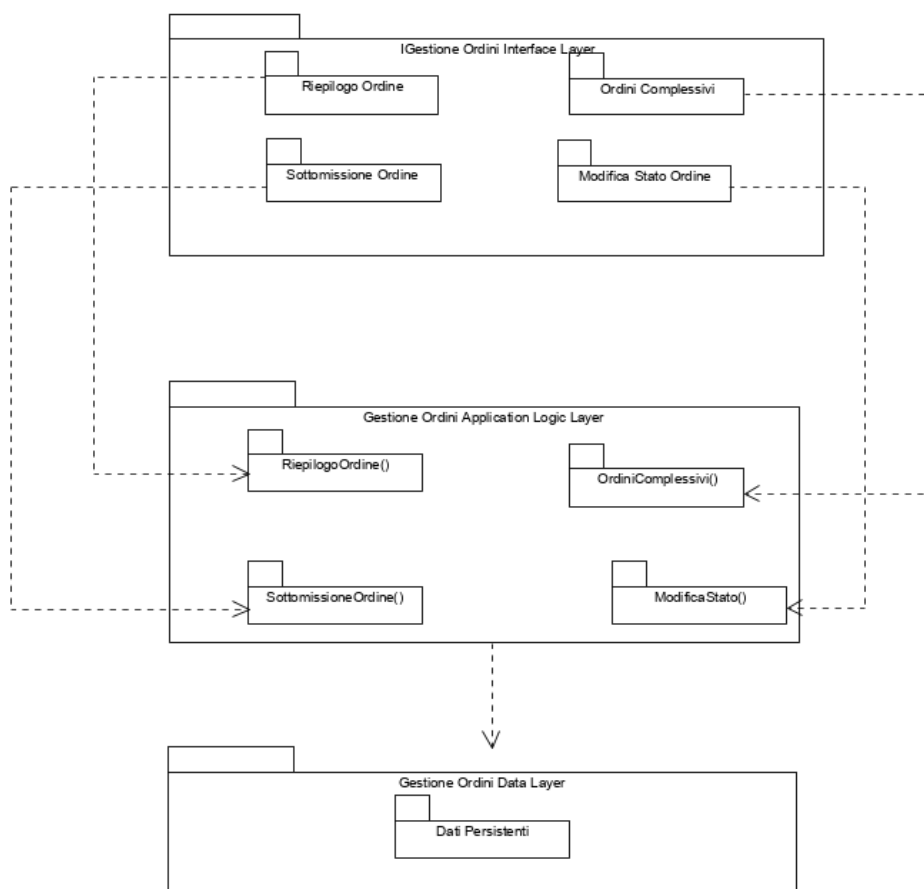 IGestione Ordini Interface Layer
Riepilogo Ordine
Ordini Complessivi
Sottomissione Ordine
Modifica Stato Ordine
Gestione Ordini Application Logic Layer
RiepilogoOrdine()
OrdiniComplessivi()
SottomissioneOrdine()
ModificaStato()
Gestione Ordini Data Layer
Dati Persistenti